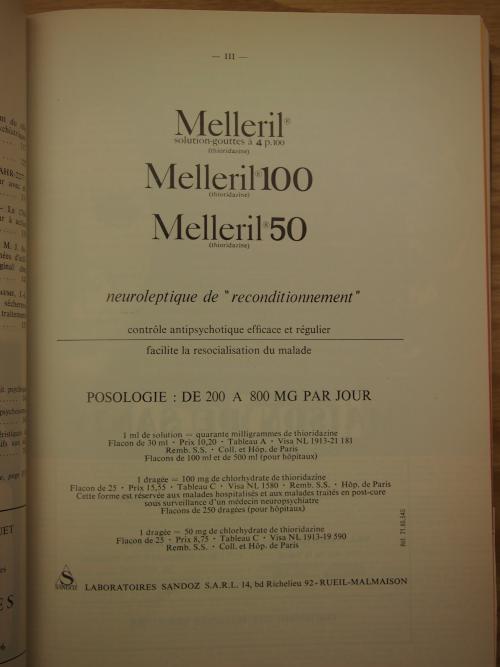 — III —
Melleril®
solution-gouttes à 4 p.100
(thioridazine)
Melleril®100
(thioridazine)
Melleril®50
(thioridazine)
neuroleptique de "reconditionnement"
contrôle antipsychotique efficace et régulier
facilite la resocialisation du malade
POSOLOGIE : DE 200 A 800 MG PAR JOUR
1 ml de solution = quarante milligrammes de thioridazine
Flacon de 30 ml · Prix 10,20 · Tableau A · Visa NL 1913-21 181
Remb. S.S. · Coll. et Hôp. de Paris
Flacons de 100 ml et de 500 ml (pour hôpitaux)
1 dragée = 100 mg de chlorhydrate de thioridazine
Flacon de 25 · Prix 15,55 · Tableau C · Visa NL 1580 · Remb. S.S. · Hôp. de Paris
Cette forme est réservée aux malades hospitalisés et aux malades traités en post-cure
sous surveillance d'un médecin neuropsychiatre
Flacons de 250 dragées (pour hôpitaux)
1 dragée = 50 mg de chlorhydrate de thioridazine
Flacon de 25 · Prix 8,75 · Tableau C · Visa NL 1913-19 590
Remb. S.S. · Coll. et Hôp. de Paris
SANDOZ
LABORATOIRES SANDOZ S.A.R.L. 14, bd Richelieu 92 - RUEIL-MALMAISON